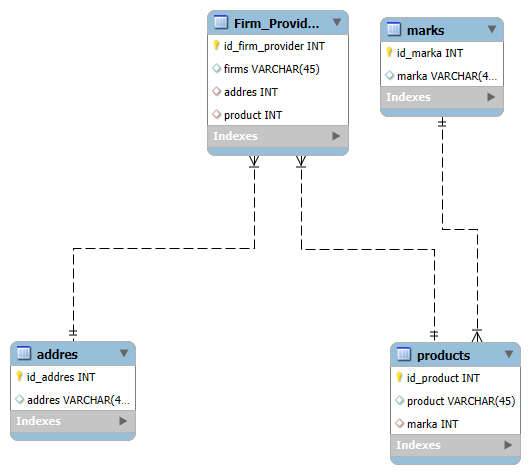 Firm_Provid...
id_firm_provider INT
firms VARCHAR(45)
addres INT
product INT
Indexes
marks
id_marka INT
marka VARCHAR(4...
Indexes
addres
id_addres INT
addres VARCHAR(4...
Indexes
products
id_product INT
product VARCHAR(45)
marka INT
Indexes